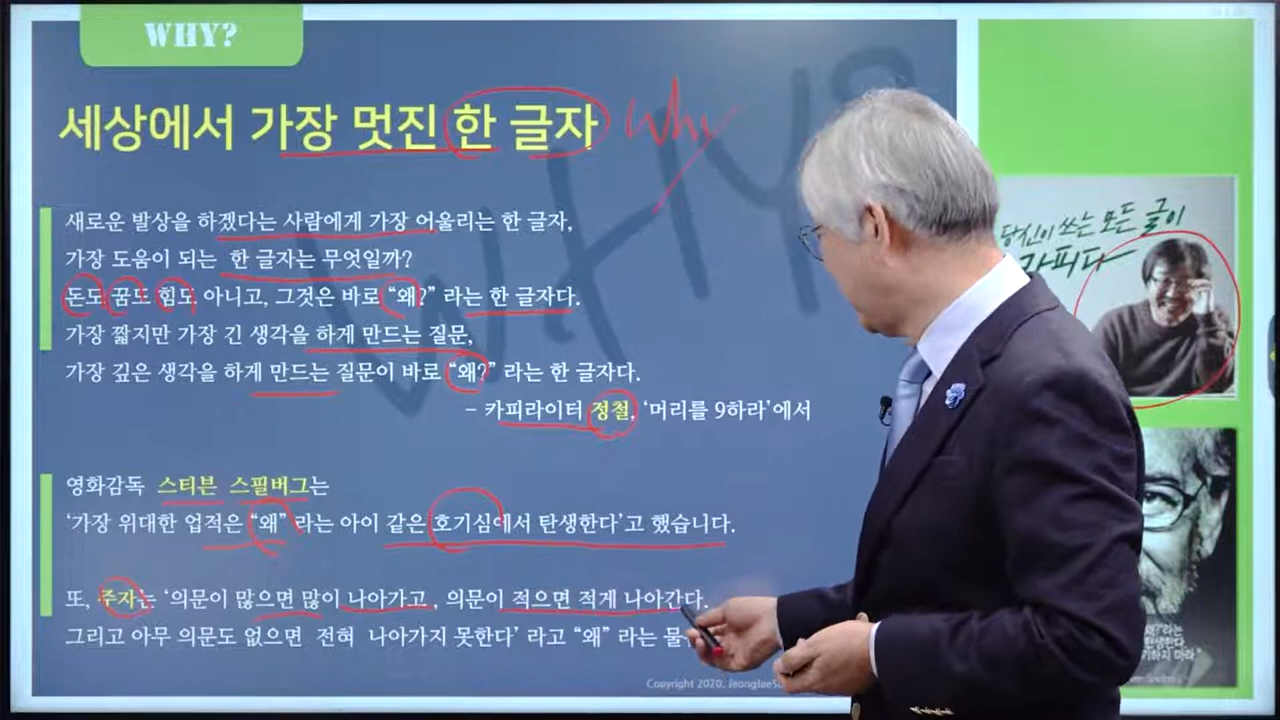 WHY?
세상에서 가장 멋진 한 글자
Why
WHY?
새로운 발상을 하겠다는 사람에게 가장 어울리는 한 글자,
가장 도움이 되는 한 글자는 무엇일까?
돈도 꿈도 힘도 아니고, 그것은 바로 “왜?” 라는 한 글자다.
가장 짧지만 가장 긴 생각을 하게 만드는 질문,
가장 깊은 생각을 하게 만드는 질문이 바로 “왜?” 라는 한 글자다.
– 카피라이터 정철, ‘머리를 9하라’에서
영화감독 스티븐 스필버그는
‘가장 위대한 업적은 “왜” 라는 아이 같은 호기심에서 탄생한다’고 했습니다.
또, 주자는 ‘의문이 많으면 많이 나아가고, 의문이 적으면 적게 나아간다.
그리고 아무 의문도 없으면 전혀 나아가지 못한다’ 라고 “왜” 라는
Copyright 2020.
당신이 쓰는 모든 글이
카피다